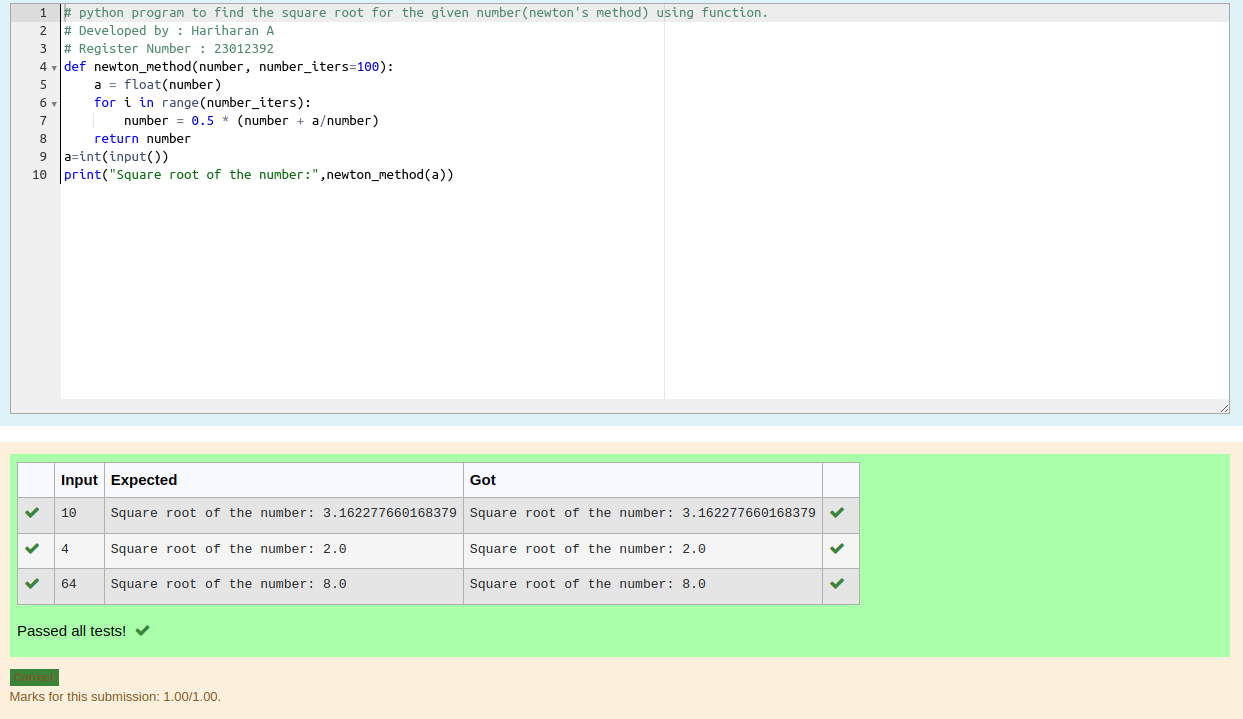 1 # python program to find the square root for the given number(newton's method) using function.
2 # Developed by : Hariharan A
3 # Register Number : 23012392
4 def newton_method(number, number_iters=100):
5     a = float(number)
6     for i in range(number_iters):
7         number = 0.5 * (number + a/number)
8     return number
9 a=int(input())
10 print("Square root of the number:",newton_method(a))
Input Expected Got
10 Square root of the number: 3.162277660168379 Square root of the number: 3.162277660168379
4 Square root of the number: 2.0 Square root of the number: 2.0
64 Square root of the number: 8.0 Square root of the number: 8.0
Passed all tests!
Correct
Marks for this submission: 1.00/1.00.